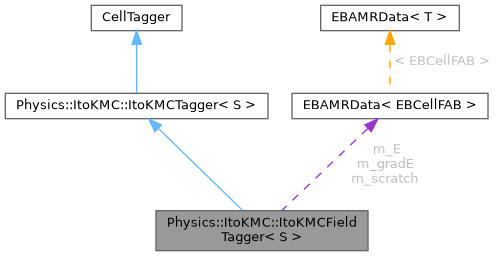 CellTagger
EBAMRData< T >
< EBCellFAB >
Physics::ItoKMC::ItoKMCTagger< S >
EBAMRData< EBCellFAB >
m_E
m_gradE
m_scratch
Physics::ItoKMC::ItoKMCField
Tagger< S >